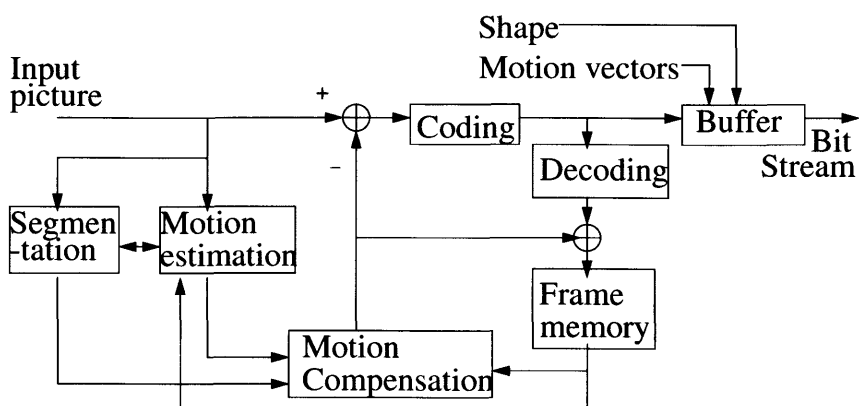 Shape
Motion vectors
Input
picture
+
Coding
Buffer
Bit
Stream
−
Decoding
Segmen
-tation
Motion
estimation
Frame
memory
Motion
Compensation